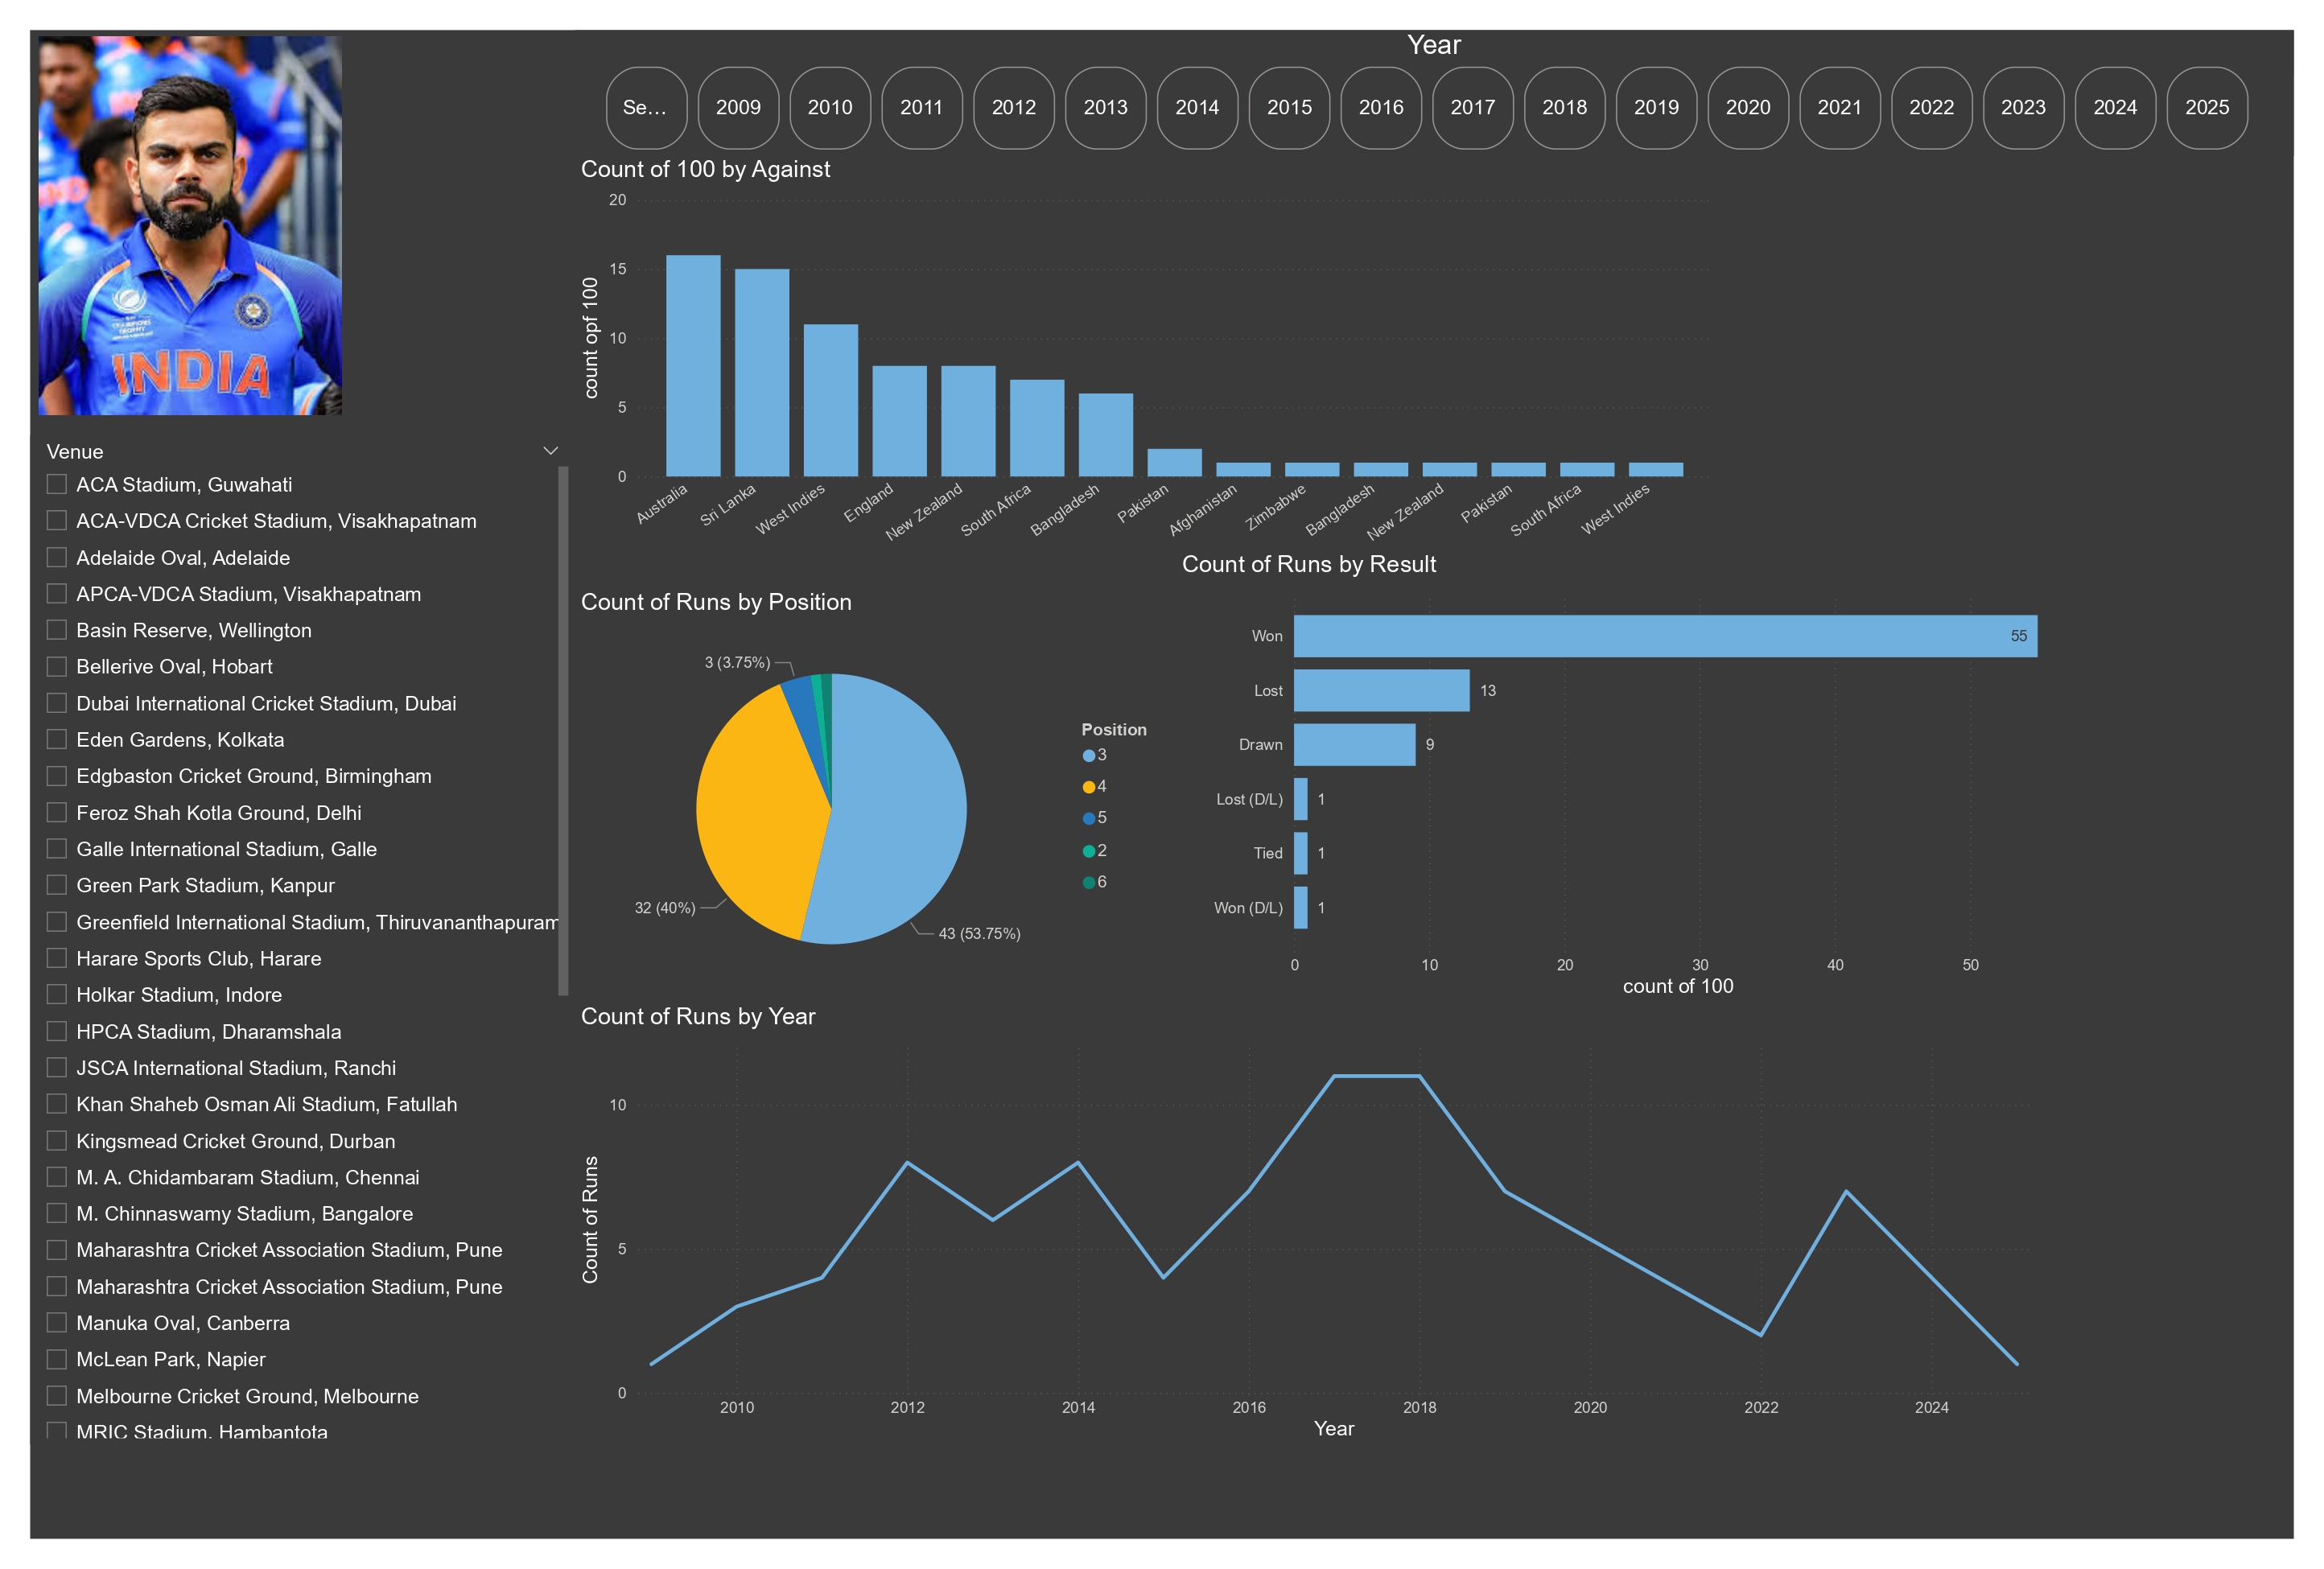 Year
Se... 2009 2010 2011 2012 2013 2014 2015 2016 2017 2018 2019 2020 2021 2022 2023 2024 2025
INDIA
Venue
ACA Stadium, Guwahati
ACA-VDCA Cricket Stadium, Visakhapatnam
Adelaide Oval, Adelaide
APCA-VDCA Stadium, Visakhapatnam
Basin Reserve, Wellington
Bellerive Oval, Hobart
Dubai International Cricket Stadium, Dubai
Eden Gardens, Kolkata
Edgbaston Cricket Ground, Birmingham
Feroz Shah Kotla Ground, Delhi
Galle International Stadium, Galle
Green Park Stadium, Kanpur
Greenfield International Stadium, Thiruvananthapuram
Harare Sports Club, Harare
Holkar Stadium, Indore
HPCA Stadium, Dharamshala
JSCA International Stadium, Ranchi
Khan Shaheb Osman Ali Stadium, Fatullah
Kingsmead Cricket Ground, Durban
M. A. Chidambaram Stadium, Chennai
M. Chinnaswamy Stadium, Bangalore
Maharashtra Cricket Association Stadium, Pune
Maharashtra Cricket Association Stadium, Pune
Manuka Oval, Canberra
McLean Park, Napier
Melbourne Cricket Ground, Melbourne
MRIC Stadium, Hambantota
Count of 100 by Against
count opf 100
20
15
10
5
0
Australia Sri Lanka West Indies England New Zealand South Africa Bangladesh Pakistan Afghanistan Zimbabwe Bangladesh New Zealand Pakistan South Africa West Indies
Count of Runs by Position
3 (3.75%)
32 (40%)
43 (53.75%)
Position
3
4
5
2
6
Count of Runs by Result
Won 55
Lost 13
Drawn 9
Lost (D/L) 1
Tied 1
Won (D/L) 1
0 10 20 30 40 50
count of 100
Count of Runs by Year
Count of Runs
10
5
0
2010 2012 2014 2016 2018 2020 2022 2024
Year